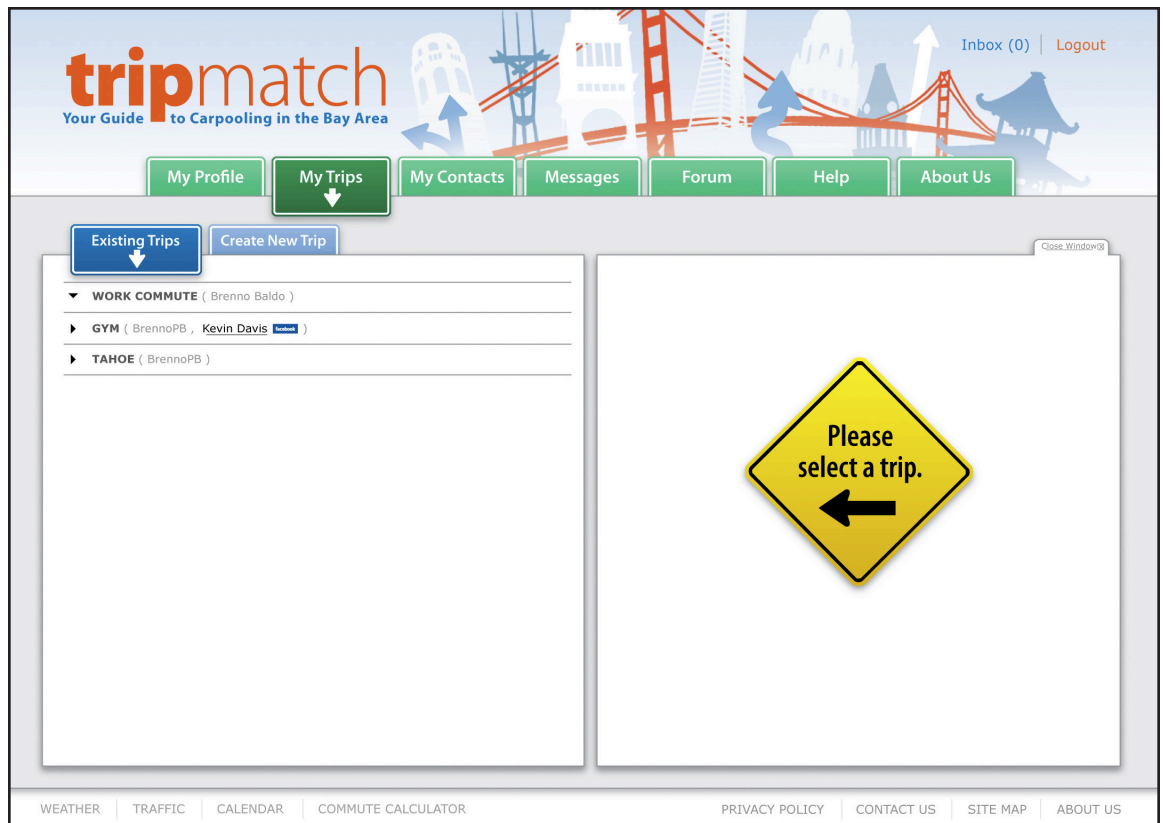 Inbox (0) | Logout
tripmatch
Your Guide to Carpooling in the Bay Area
My Profile My Trips My Contacts Messages Forum Help About Us
Existing Trips Create New Trip
Close Window
WORK COMMUTE ( Brenno Baldo )
GYM ( BrennoPB , Kevin Davis facebook )
TAHOE ( BrennoPB )
Please
select a trip.
WEATHER TRAFFIC CALENDAR COMMUTE CALCULATOR PRIVACY POLICY CONTACT US SITE MAP ABOUT US